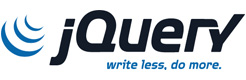 jQuery
write less, do more.